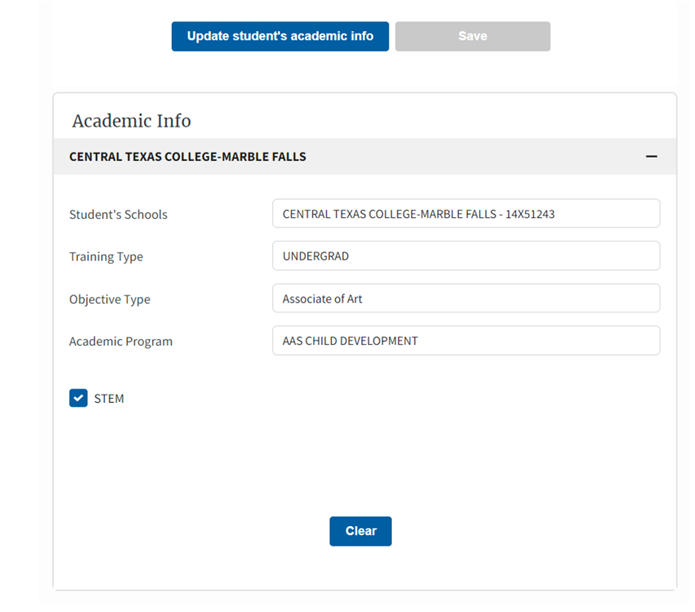 Update student's academic info Save
Academic Info
CENTRAL TEXAS COLLEGE-MARBLE FALLS
Student's Schools CENTRAL TEXAS COLLEGE-MARBLE FALLS - 14X51243
Training Type UNDERGRAD
Objective Type Associate of Art
Academic Program AAS CHILD DEVELOPMENT
STEM
Clear